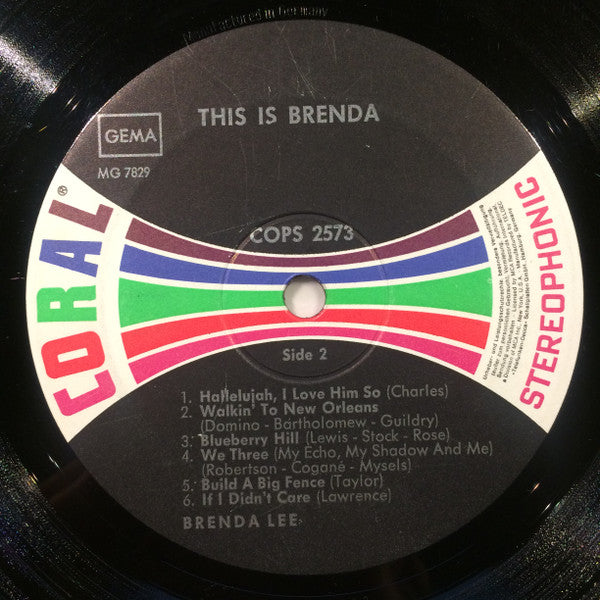 Manufactured in Germany
THIS IS BRENDA
GEMA
MG 7829
CORAL®
COPS 2573
STEREOPHONIC
Side 2
1. Hallelujah, I Love Him So (Charles)
2. Walkin' To New Orleans
(Domino - Bartholomew - Guildry)
3. Blueberry Hill (Lewis - Stock - Rose)
4. We Three (My Echo, My Shadow And Me)
(Robertson - Cogane - Mysels)
5. Build A Big Fence (Taylor)
6. If I Didn't Care (Lawrence)
BRENDA LEE